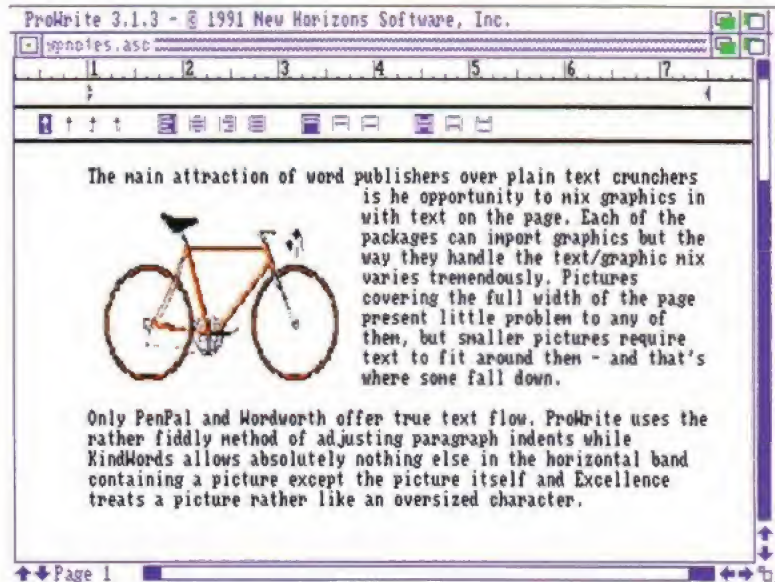 ProWrite 3.1.3 - © 1991 New Horizons Software, Inc.
wpnotes.asc
1 2 3 4 5 6 7
The main attraction of word publishers over plain text crunchers
is he opportunity to mix graphics in
with text on the page. Each of the
packages can import graphics but the
way they handle the text/graphic mix
varies tremendously. Pictures
covering the full width of the page
present little problem to any of
them, but smaller pictures require
text to fit around them - and that's
where some fall down.
Only PenPal and Wordworth offer true text flow. ProWrite uses the
rather fiddly method of adjusting paragraph indents while
KindWords allows absolutely nothing else in the horizontal band
containing a picture except the picture itself and Excellence
treats a picture rather like an oversized character.
Page 1